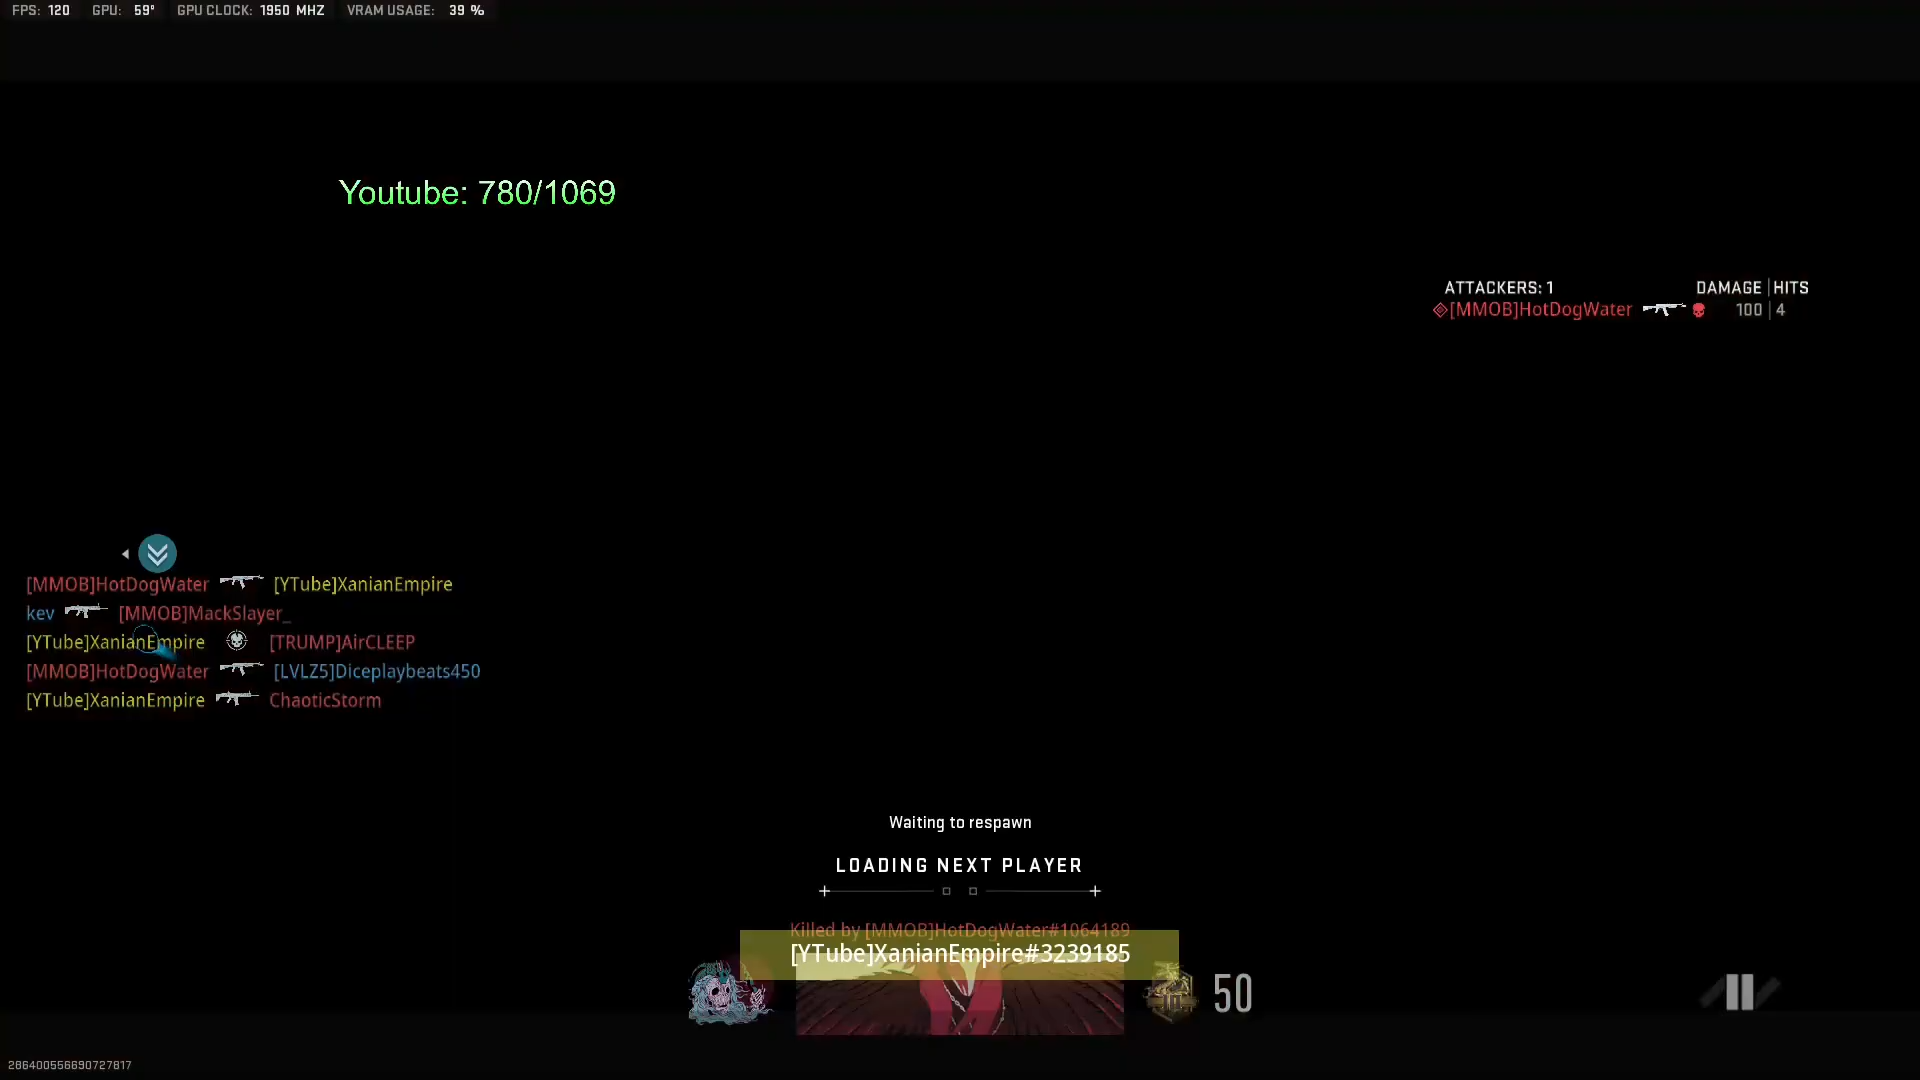 FPS: 120 GPU: 59° GPU CLOCK: 1950 MHZ VRAM USAGE: 39 %
Youtube: 780/1069
ATTACKERS: 1 DAMAGE HITS
[MMOB]HotDogWater 100 4
[MMOB]HotDogWater [YTube]XanianEmpire
kev [MMOB]MackSlayer_
[YTube]XanianEmpire [TRUMP]AirCLEEP
[MMOB]HotDogWater [LVLZ5]Diceplaybeats450
[YTube]XanianEmpire ChaoticStorm
Waiting to respawn
LOADING NEXT PLAYER
Killed by [MMOB]HotDogWater#1064189
[YTube]XanianEmpire#3239185
50
286400556690727817